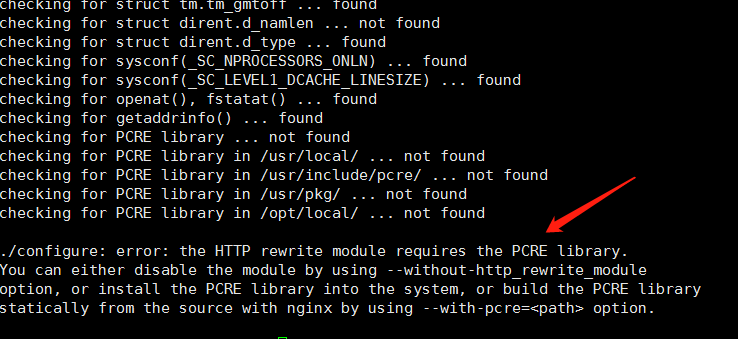 checking for struct tm.tm_gmtoff ... found
checking for struct dirent.d_namlen ... not found
checking for struct dirent.d_type ... found
checking for sysconf(_SC_NPROCESSORS_ONLN) ... found
checking for sysconf(_SC_LEVEL1_DCACHE_LINESIZE) ... found
checking for openat(), fstatat() ... found
checking for getaddrinfo() ... found
checking for PCRE library ... not found
checking for PCRE library in /usr/local/ ... not found
checking for PCRE library in /usr/include/pcre/ ... not found
checking for PCRE library in /usr/pkg/ ... not found
checking for PCRE library in /opt/local/ ... not found
./configure: error: the HTTP rewrite module requires the PCRE library.
You can either disable the module by using --without-http_rewrite_module
option, or install the PCRE library into the system, or build the PCRE library
statically from the source with nginx by using --with-pcre=<path> option.